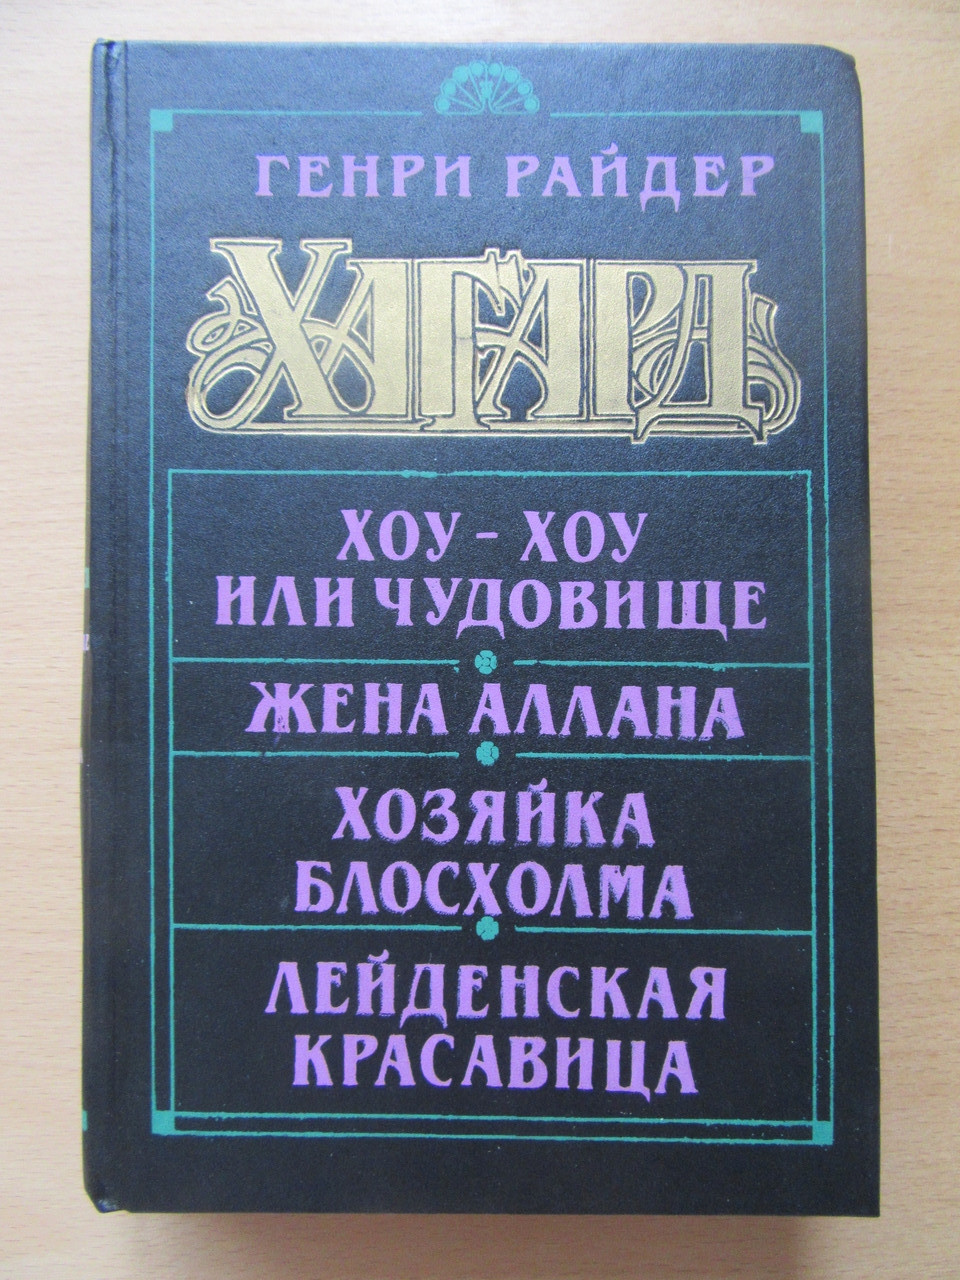 ГЕНРИ РАЙДЕР
ХАГГАРД
ХОУ - ХОУ
ИЛИ ЧУДОВИЩЕ
ЖЕНА АЛЛАНА
ХОЗЯЙКА
БЛОСХОЛМА
ЛЕЙДЕНСКАЯ
КРАСАВИЦА